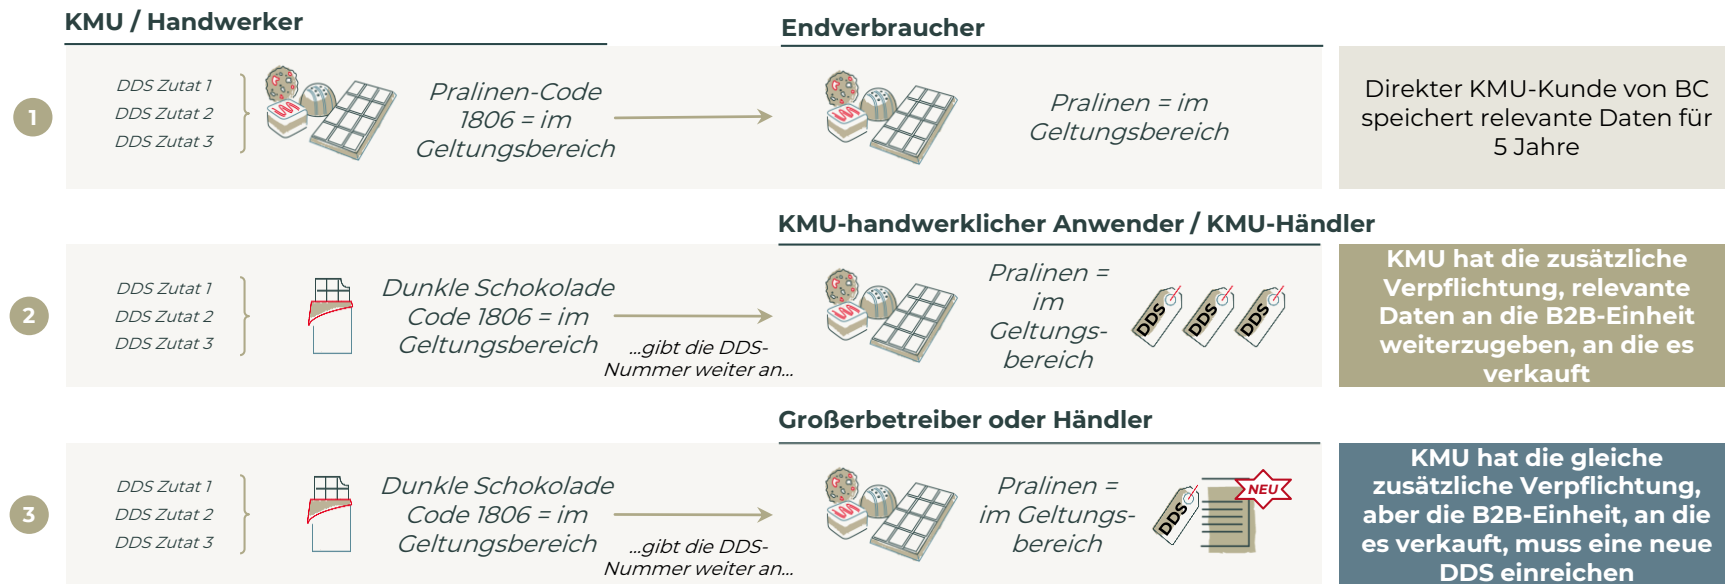 KMU / Handwerker
Endverbraucher
1
DDS Zutat 1
DDS Zutat 2
DDS Zutat 3
Pralinen-Code
1806 = im
Geltungsbereich
Pralinen = im
Geltungsbereich
Direkter KMU-Kunde von BC
speichert relevante Daten für
5 Jahre
KMU-handwerklicher Anwender / KMU-Händler
2
DDS Zutat 1
DDS Zutat 2
DDS Zutat 3
Dunkle Schokolade
Code 1806 = im
Geltungsbereich
...gibt die DDS-
Nummer weiter an...
Pralinen =
im
Geltungs-
bereich
DDS
DDS
DDS
KMU hat die zusätzliche
Verpflichtung, relevante
Daten an die B2B-Einheit
weiterzugeben, an die es
verkauft
Großerbetreiber oder Händler
3
DDS Zutat 1
DDS Zutat 2
DDS Zutat 3
Dunkle Schokolade
Code 1806 = im
Geltungsbereich
...gibt die DDS-
Nummer weiter an...
Pralinen =
im Geltungs-
bereich
DDS
NEU
KMU hat die gleiche
zusätzliche Verpflichtung,
aber die B2B-Einheit, an die
es verkauft, muss eine neue
DDS einreichen